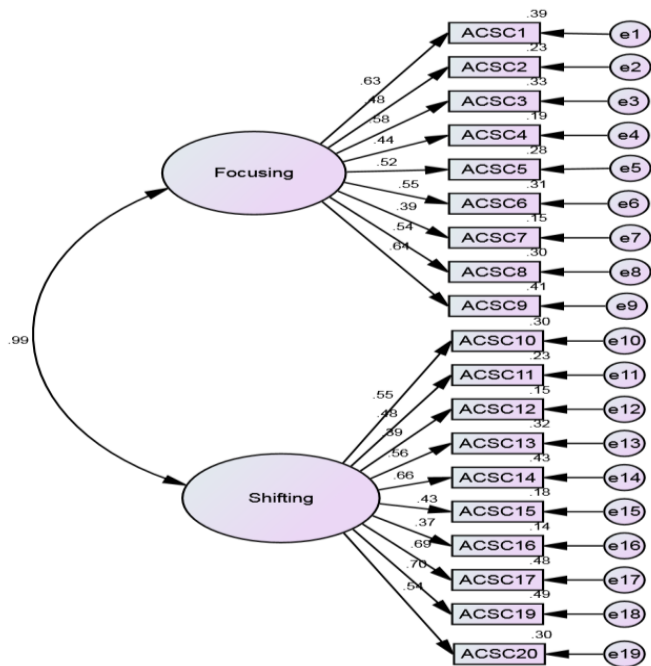 .39
ACSC1 e1
.23
ACSC2 e2
.63
.33
.48
ACSC3 e3
.58
.19
ACSC4 e4
.44
.28
Focusing
.52
ACSC5 e5
.31
.55
ACSC6 e6
.39
.15
ACSC7 e7
.54
.30
.64
ACSC8 e8
.41
ACSC9 e9
.30
.99
ACSC10 e10
.23
ACSC11 e11
.55
.15
.48
ACSC12 e12
.39
.32
.56
ACSC13 e13
.43
.66
ACSC14 e14
Shifting
.43
.18
ACSC15 e15
.37
.14
ACSC16 e16
.69
.48
.70
ACSC17 e17
.54
.49
ACSC19 e18
.30
ACSC20 e19